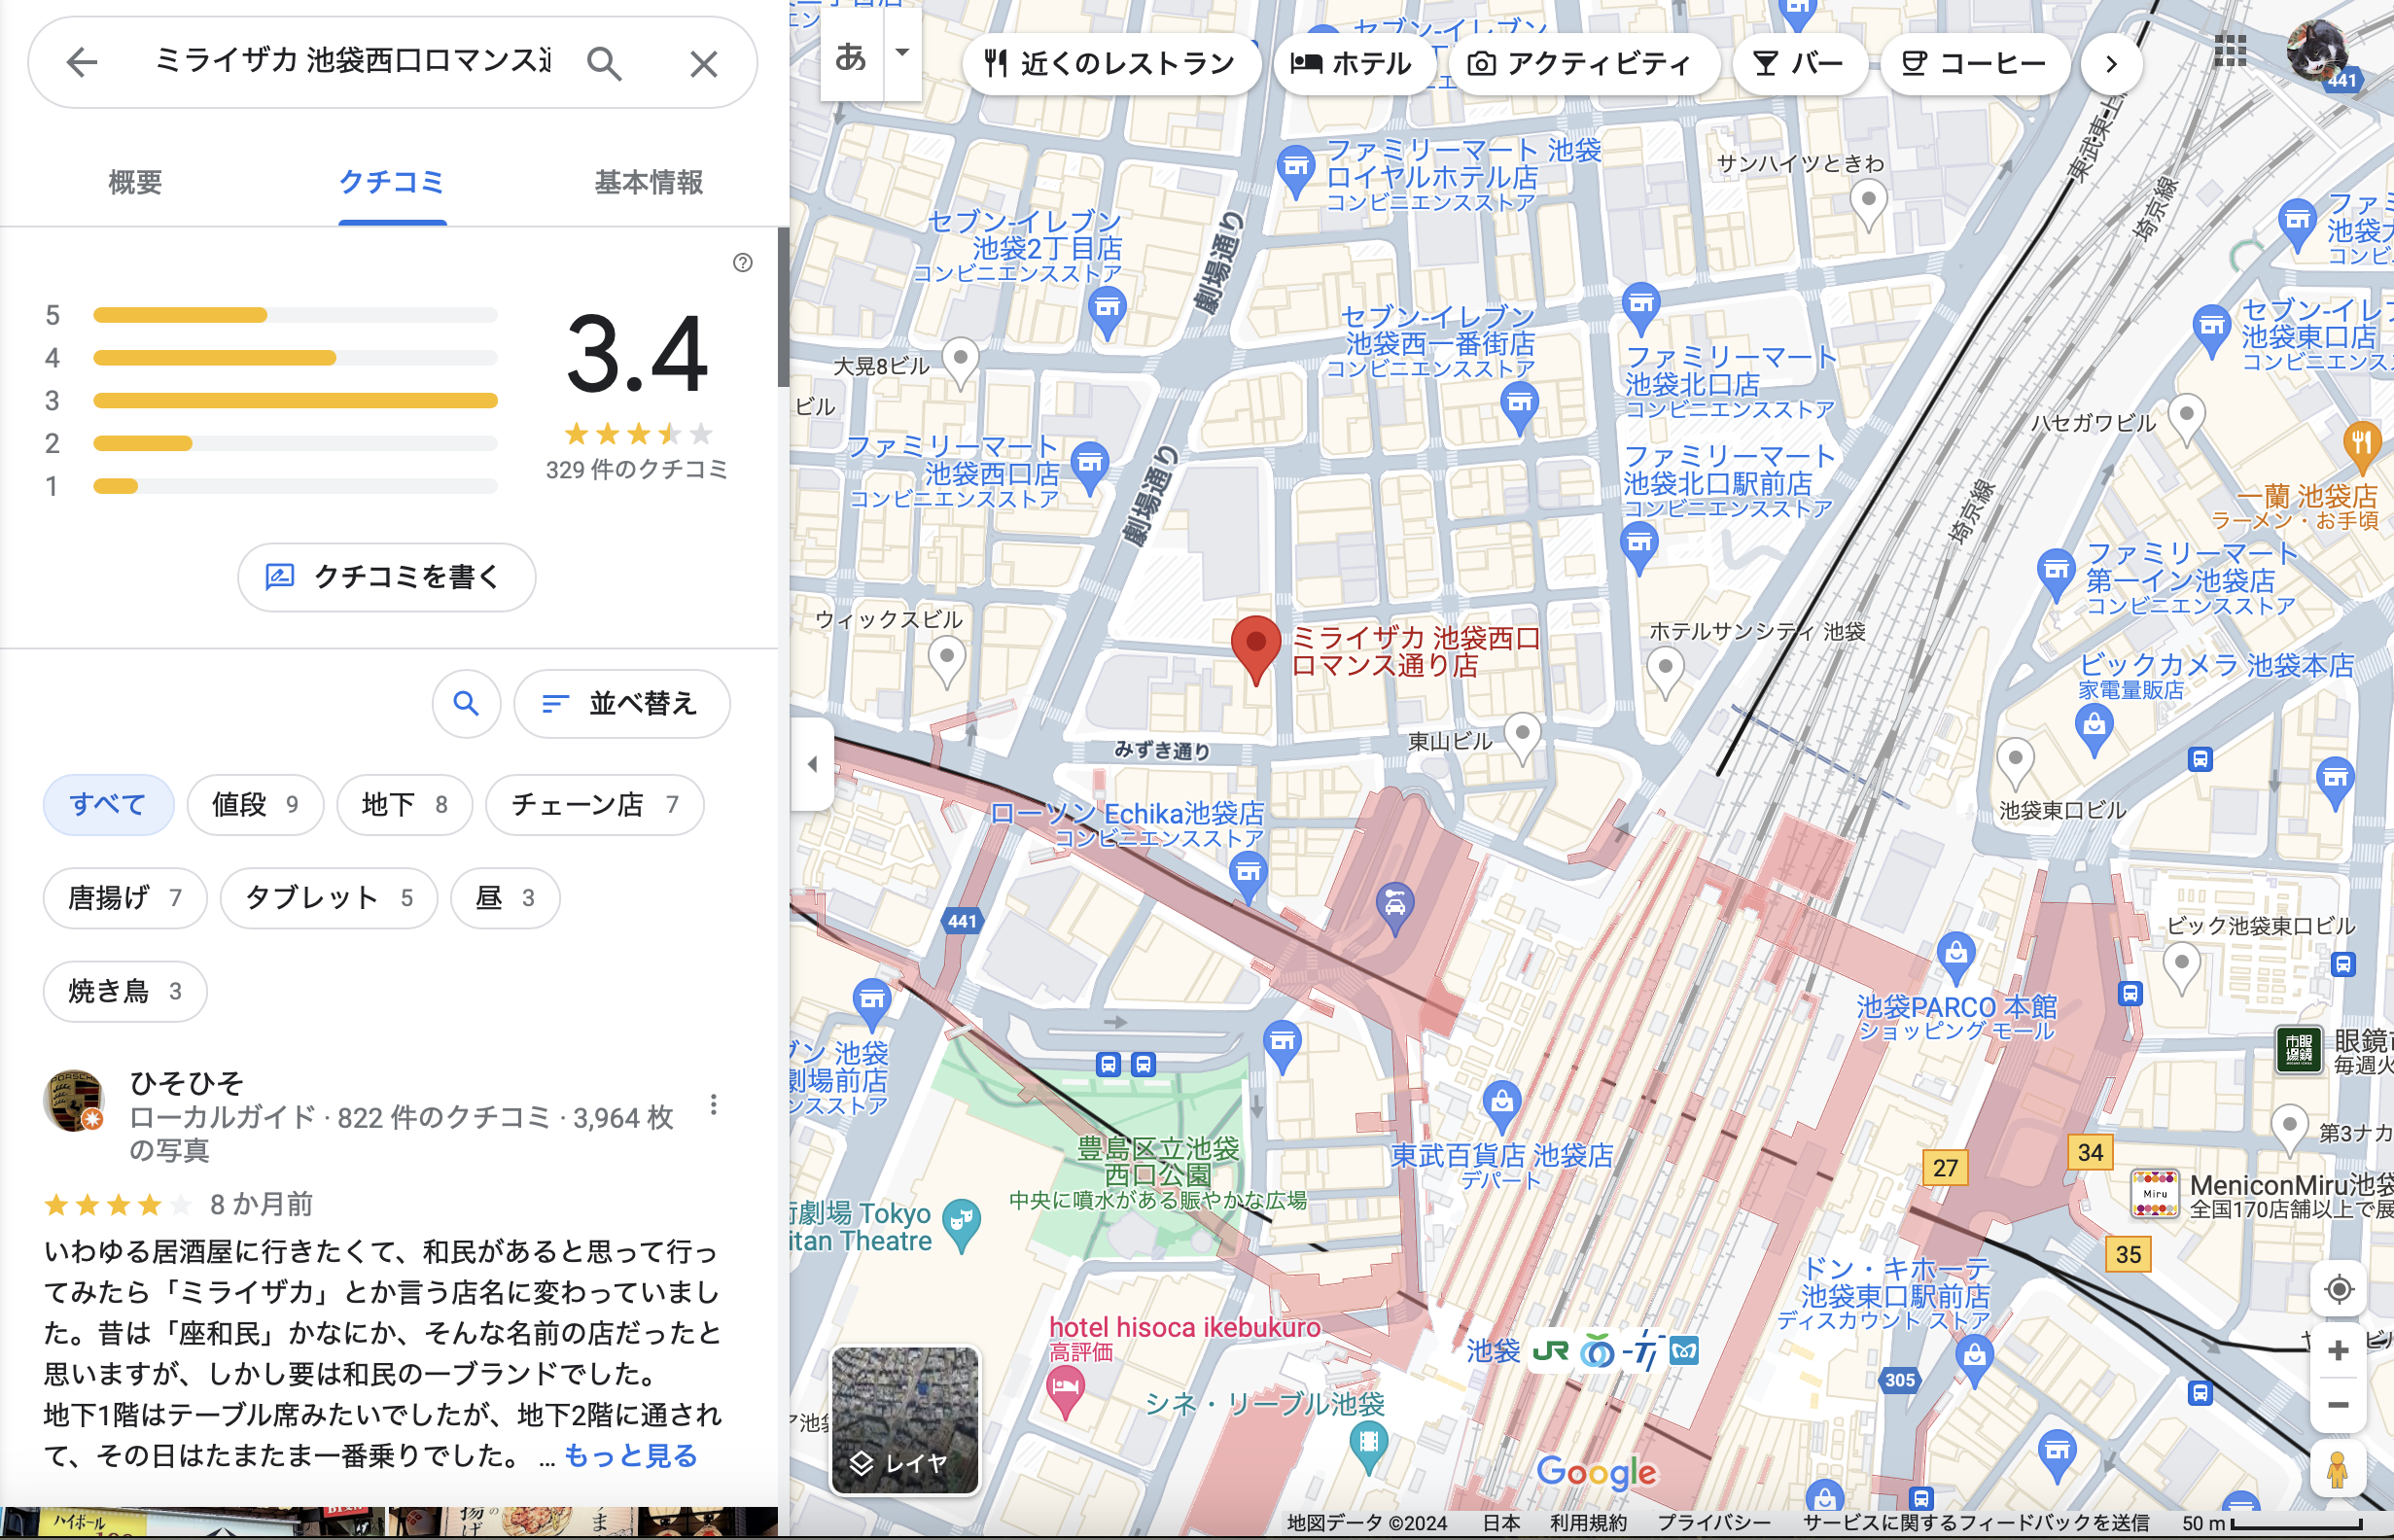 ミライザカ 池袋西口ロマンス通
概要
クチコミ
基本情報
5
4
3
2
1
3.4
329 件のクチコミ
クチコミを書く
並べ替え
すべて
値段 9
地下 8
チェーン店 7
唐揚げ 7
タブレット 5
昼 3
焼き鳥 3
ひそひそ
ローカルガイド · 822 件のクチコミ · 3,964 枚
の写真
8 か月前
いわゆる居酒屋に行きたくて、和民があると思って行っ
てみたら「ミライザカ」とか言う店名に変わっていまし
た。昔は「座和民」かなにか、そんな名前の店だったと
思いますが、しかし要は和民の一ブランドでした。
地下1階はテーブル席みたいでしたが、地下2階に通され
て、その日はたまたま一番乗りでした。 … もっと見る
ハイボール
あ
近くのレストラン
ホテル
アクティビティ
バー
コーヒー
441
セブン-イレブン
ファミリーマート 池袋
ロイヤルホテル店
コンビニエンスストア
サンハイツときわ
東武東上
埼京線
セブン-イレブン
池袋2丁目店
コンビニエンスストア
劇場通り
セブン-イレブン
池袋西一番街店
コンビニエンスストア
大晃8ビル
ビル
ファミリーマート
池袋北口店
コンビニエンスストア
池袋東口店
ハセガワビル
ファミリーマート
池袋西口店
コンビニエンスストア
劇場通り
ファミリーマート
池袋北口駅前店
コンビニエンスストア
埼京線
一蘭 池袋店
ラーメン・お手頃
ファミリーマート
第一イン池袋店
コンビニエンスストア
ウィックスビル
ミライザカ 池袋西口
ロマンス通り店
ホテルサンシティ 池袋
ビックカメラ 池袋本店
家電量販店
みずき通り
東山ビル
池袋東口ビル
ローソン Echika池袋店
コンビニエンスストア
441
ビック池袋東口ビル
池袋PARCO 本館
ショッピング モール
ブン 池袋
劇場前店
ンスストア
眼鏡市場
眼鏡
毎週火
豊島区立池袋
西口公園
中央に噴水がある賑やかな広場
東武百貨店 池袋店
デパート
27
34
35
第3ナカ
Miru
MeniconMiru池袋
全国170店舗以上で展
劇場 Tokyo
itan Theatre
ドン・キホーテ
池袋東口駅前店
ディスカウント ストア
hotel hisoca ikebukuro
高評価
池袋
JR
305
シネ・リーブル池袋
レイヤ
Google
地図データ ©2024
日本
利用規約
プライバシー
サービスに関するフィードバックを送信
50 m